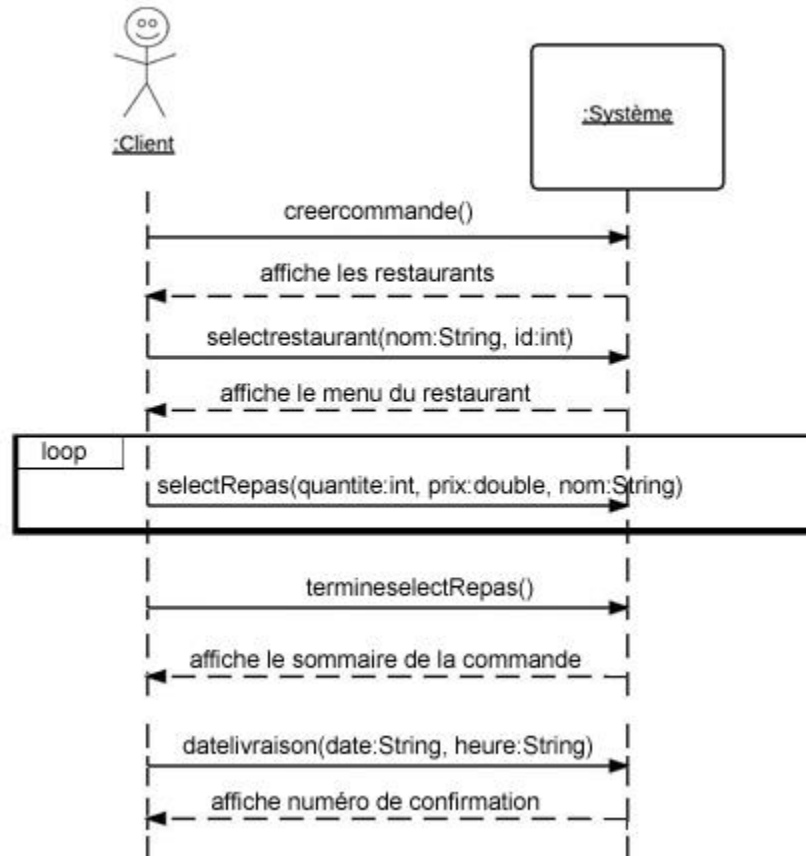 :Client
:Système
creercommande()
affiche les restaurants
selectrestaurant(nom:String, id:int)
affiche le menu du restaurant
loop
selectRepas(quantite:int, prix:double, nom:String)
termineselectRepas()
affiche le sommaire de la commande
datelivraison(date:String, heure:String)
affiche numéro de confirmation